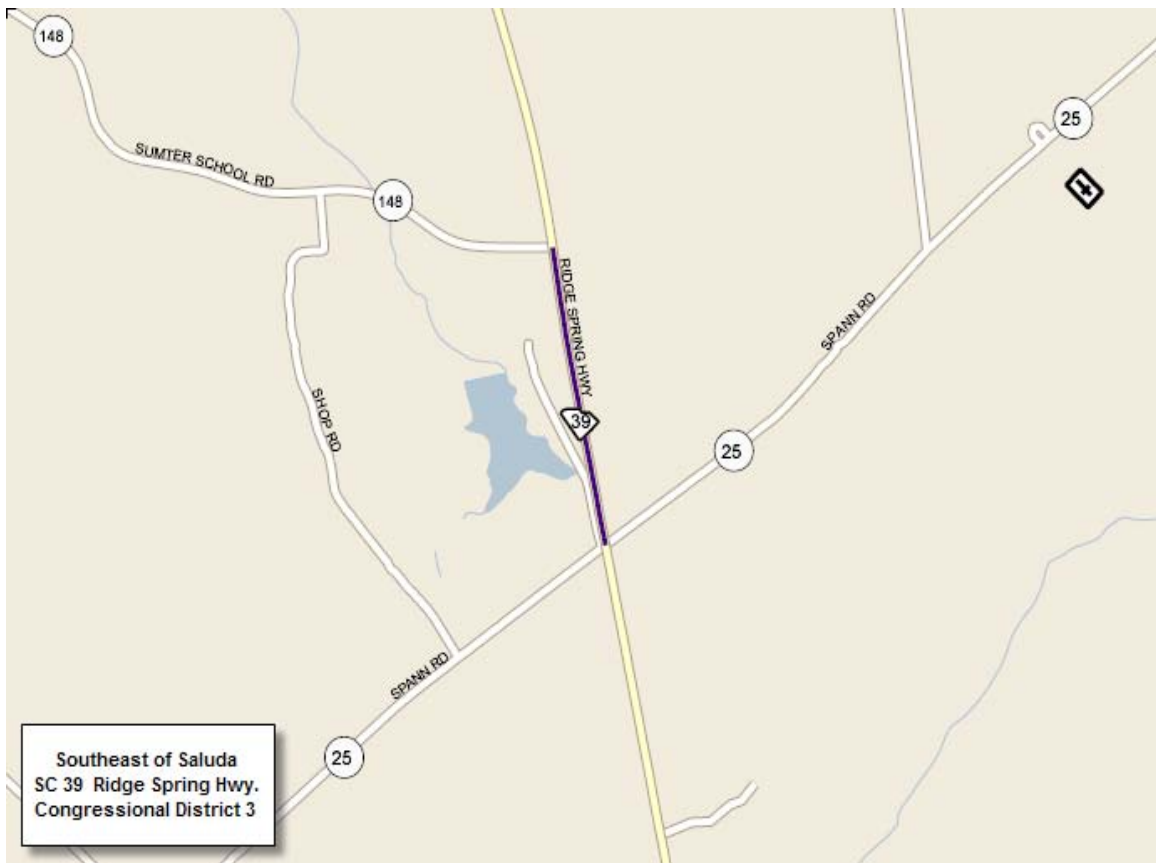 148
25
SUMTER SCHOOL RD
148
RIDGE SPRING HWY
SPANN RD
SHOP RD
39
25
SPANN RD
25
Southeast of Saluda
SC 39 Ridge Spring Hwy.
Congressional District 3